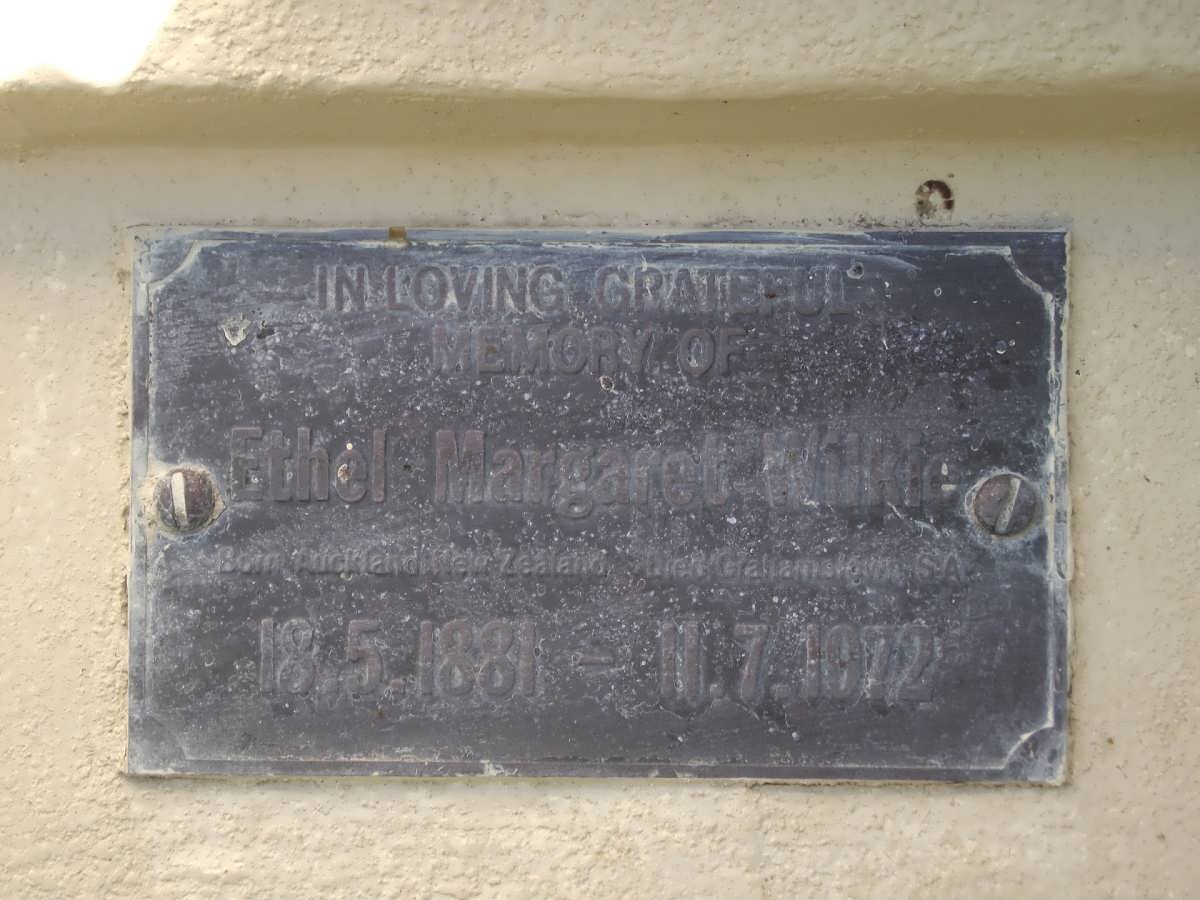 IN LOVING GRATEFUL
MEMORY OF
Ethel Margaret Wilkie
Born Auckland, New Zealand, Died Grahamstown, S.A.
18.5.1881 - 11.7.1972